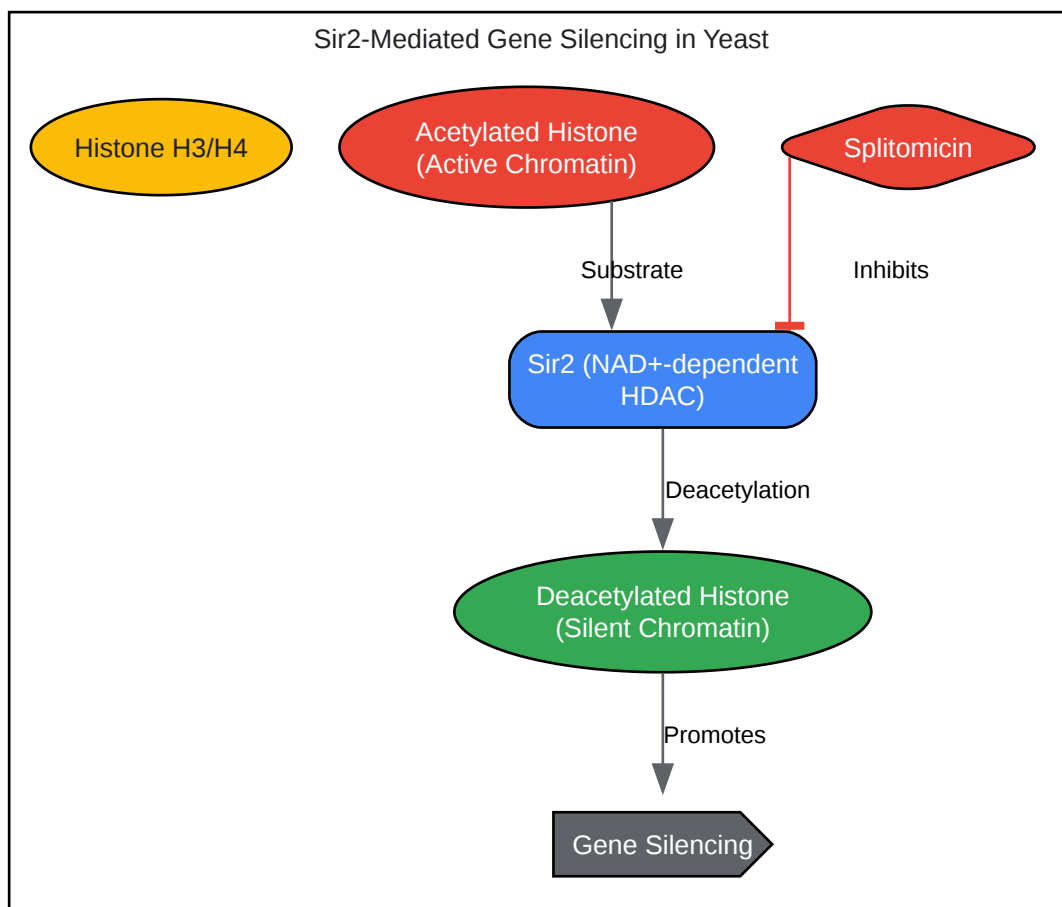 Sir2-Mediated Gene Silencing in Yeast
Histone H3/H4
Acetylated Histone
(Active Chromatin)
Splitomicin
Substrate
Inhibits
Sir2 (NAD+-dependent
HDAC)
Deacetylation
Deacetylated Histone
(Silent Chromatin)
Promotes
Gene Silencing